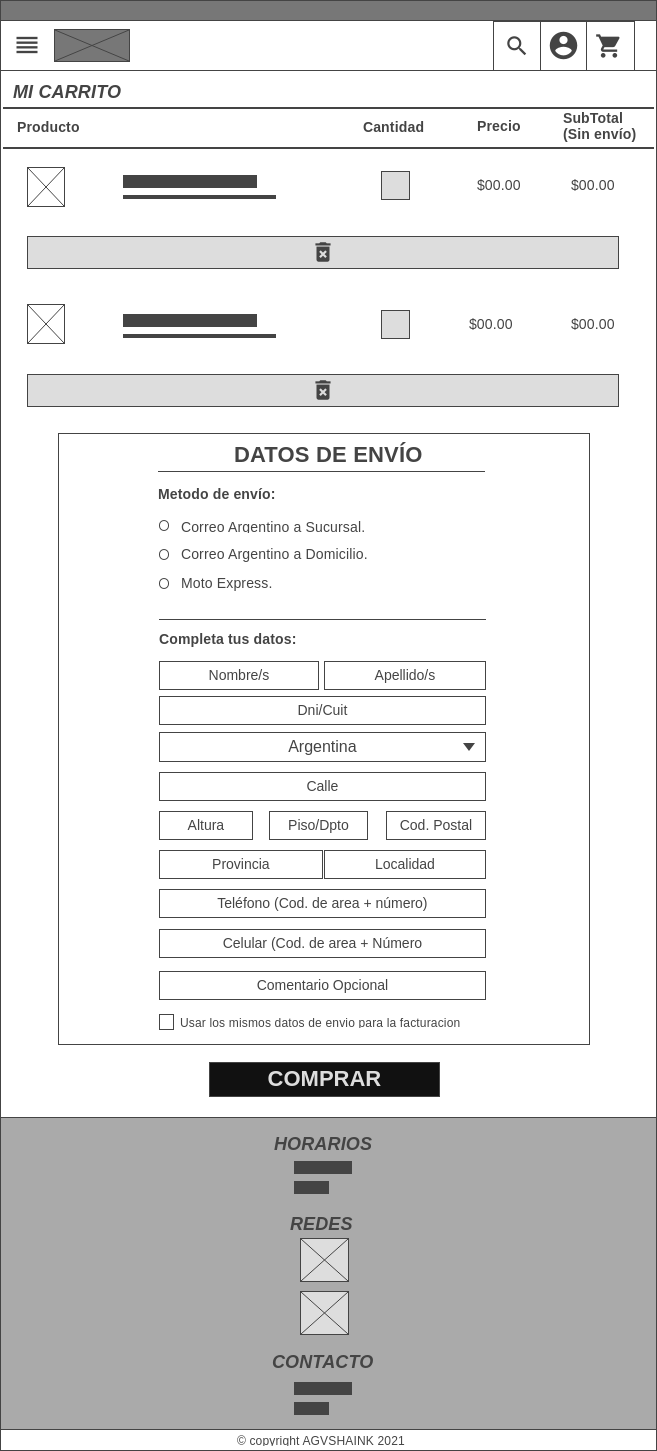 MI CARRITO
Producto Cantidad Precio SubTotal
(Sin envío)
$00.00 $00.00
$00.00 $00.00
DATOS DE ENVÍO
Metodo de envío:
Correo Argentino a Sucursal.
Correo Argentino a Domicilio.
Moto Express.
Completa tus datos:
Nombre/s Apellido/s
Dni/Cuit
Argentina
Calle
Altura Piso/Dpto Cod. Postal
Provincia Localidad
Teléfono (Cod. de area + número)
Celular (Cod. de area + Número
Comentario Opcional
Usar los mismos datos de envio para la facturacion
COMPRAR
HORARIOS
REDES
CONTACTO
© copyright AGVSHAINK 2021